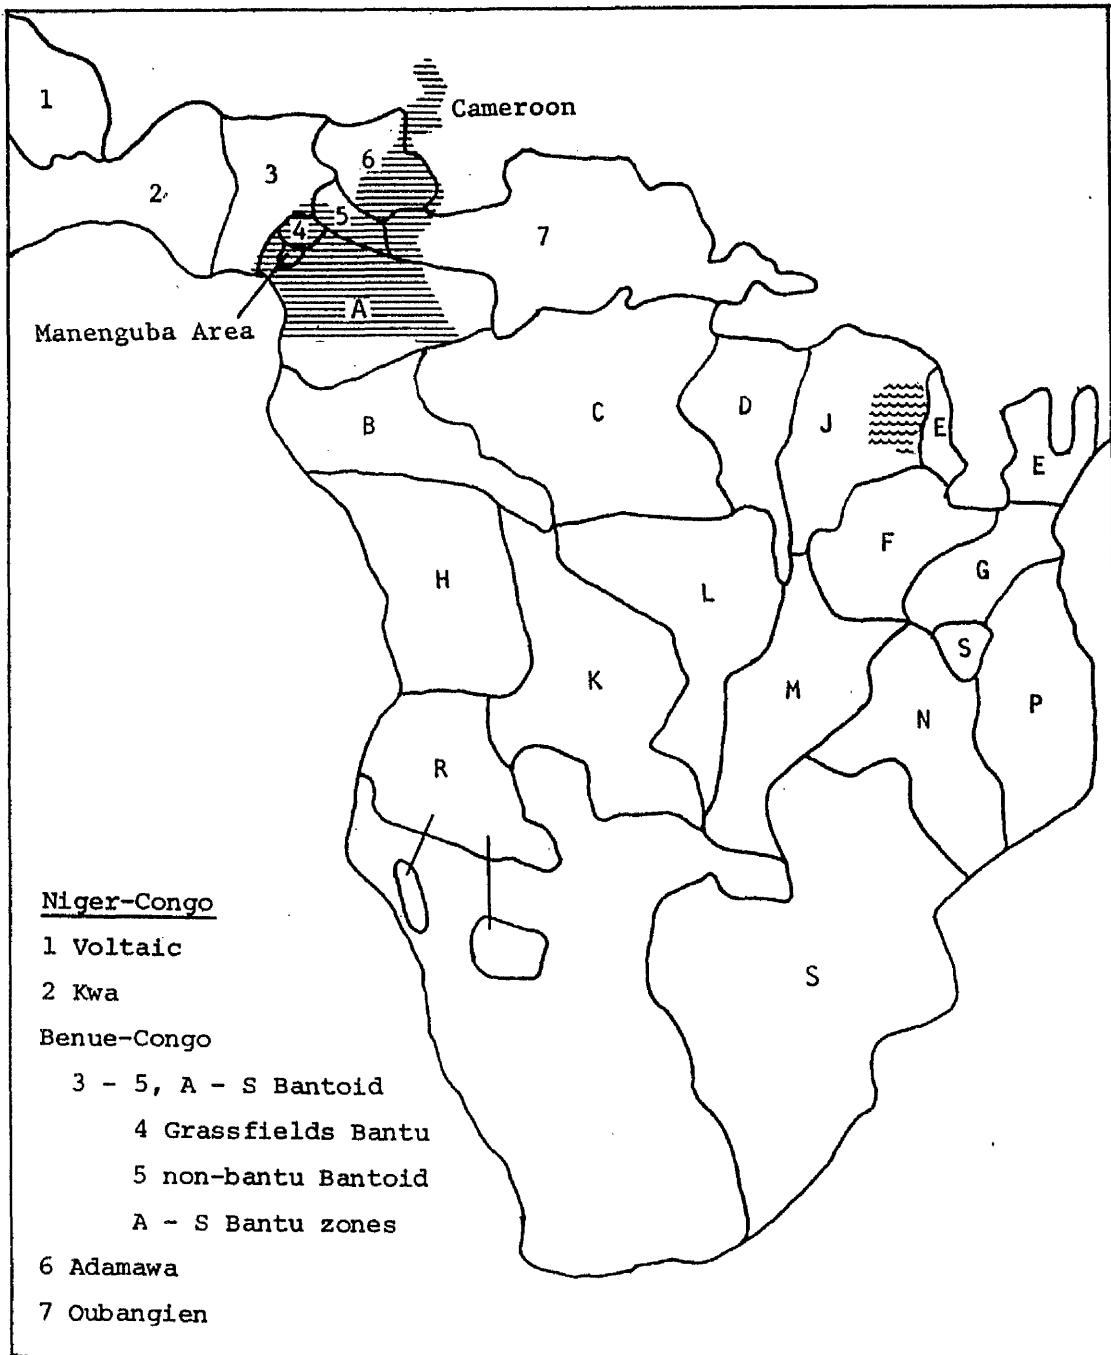 1
Cameroon
6
3
2
5
4
7
A
Manenguba Area
B
C
D
J
E
E
F
G
H
L
S
K
M
N
P
R
S
Niger-Congo
1 Voltaic
2 Kwa
Benue-Congo
3 - 5, A - S Bantoid
4 Grassfields Bantu
5 non-bantu Bantoid
A - S Bantu zones
6 Adamawa
7 Oubangien